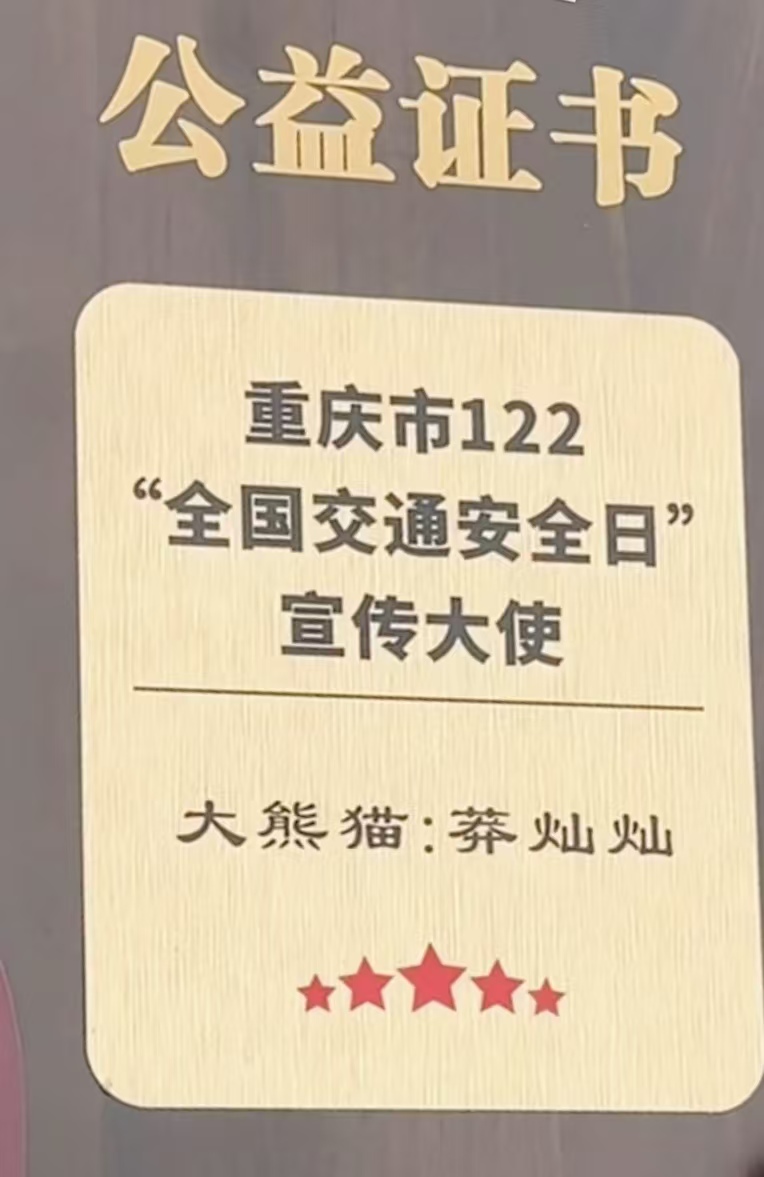 公益证书
重庆市122
“全国交通安全日”
宣传大使
大熊猫:莽灿灿